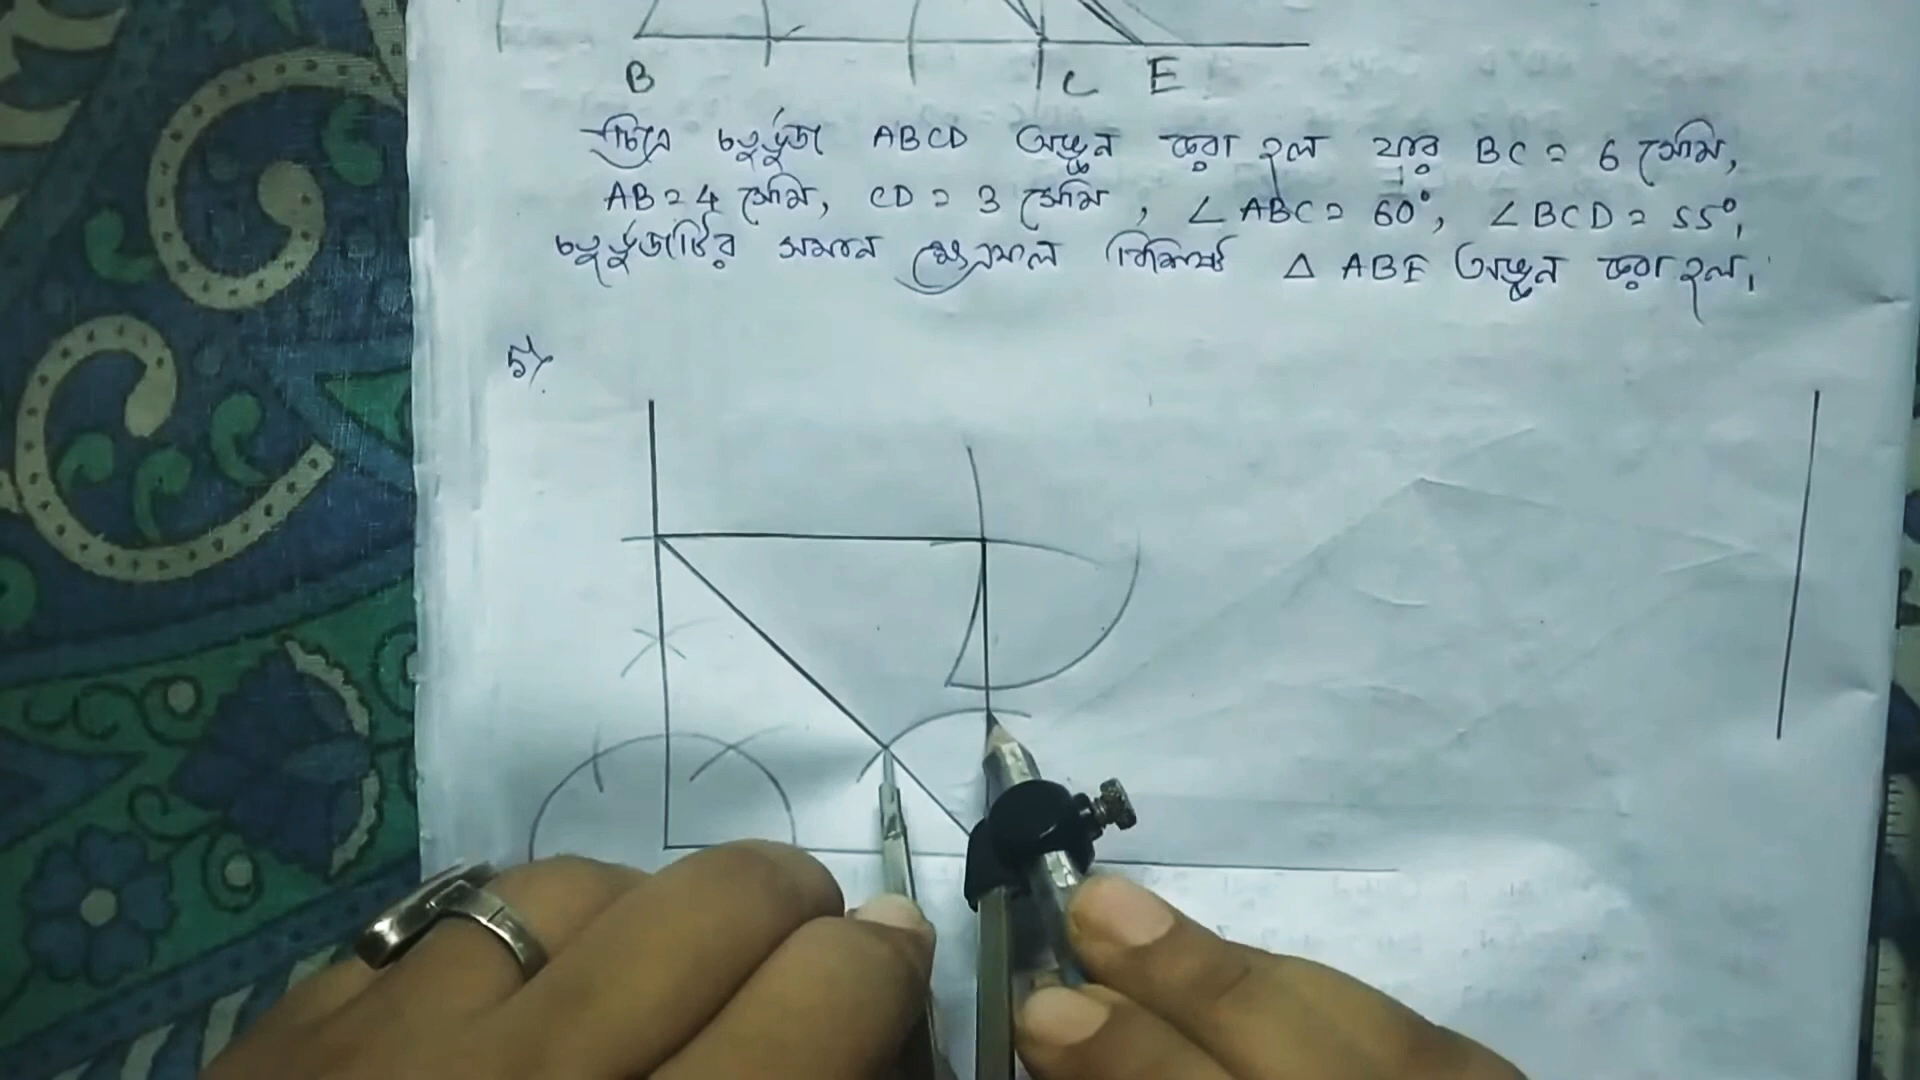 B C E
চিত্রে চতুর্ভুজ ABCD অঙ্কন করা হল যার BC = 6 সেমি,
AB = 4 সেমি, CD = 3 সেমি, ∠ABC = 60°, ∠BCD = 55°,
চতুর্ভুজটির সমান ক্ষেত্রফল বিশিষ্ট △ ABE অঙ্কন করা হল।